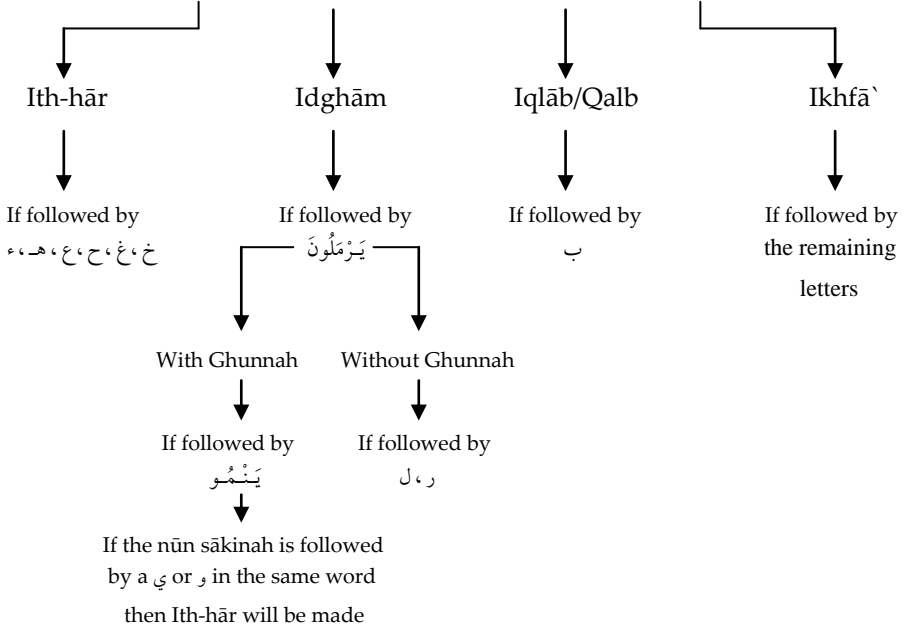 Ith-hār
Idghām
Iqlāb/Qalb
Ikhfā`
If followed by
ء، هـ، ع، ح، غ، خ
If followed by
يَرْمَلُونَ
If followed by
ب
If followed by
the remaining
letters
With Ghunnah
Without Ghunnah
If followed by
يَنْمُو
If followed by
ر، ل
If the nūn sākinah is followed
by a ي or و in the same word
then Ith-hār will be made